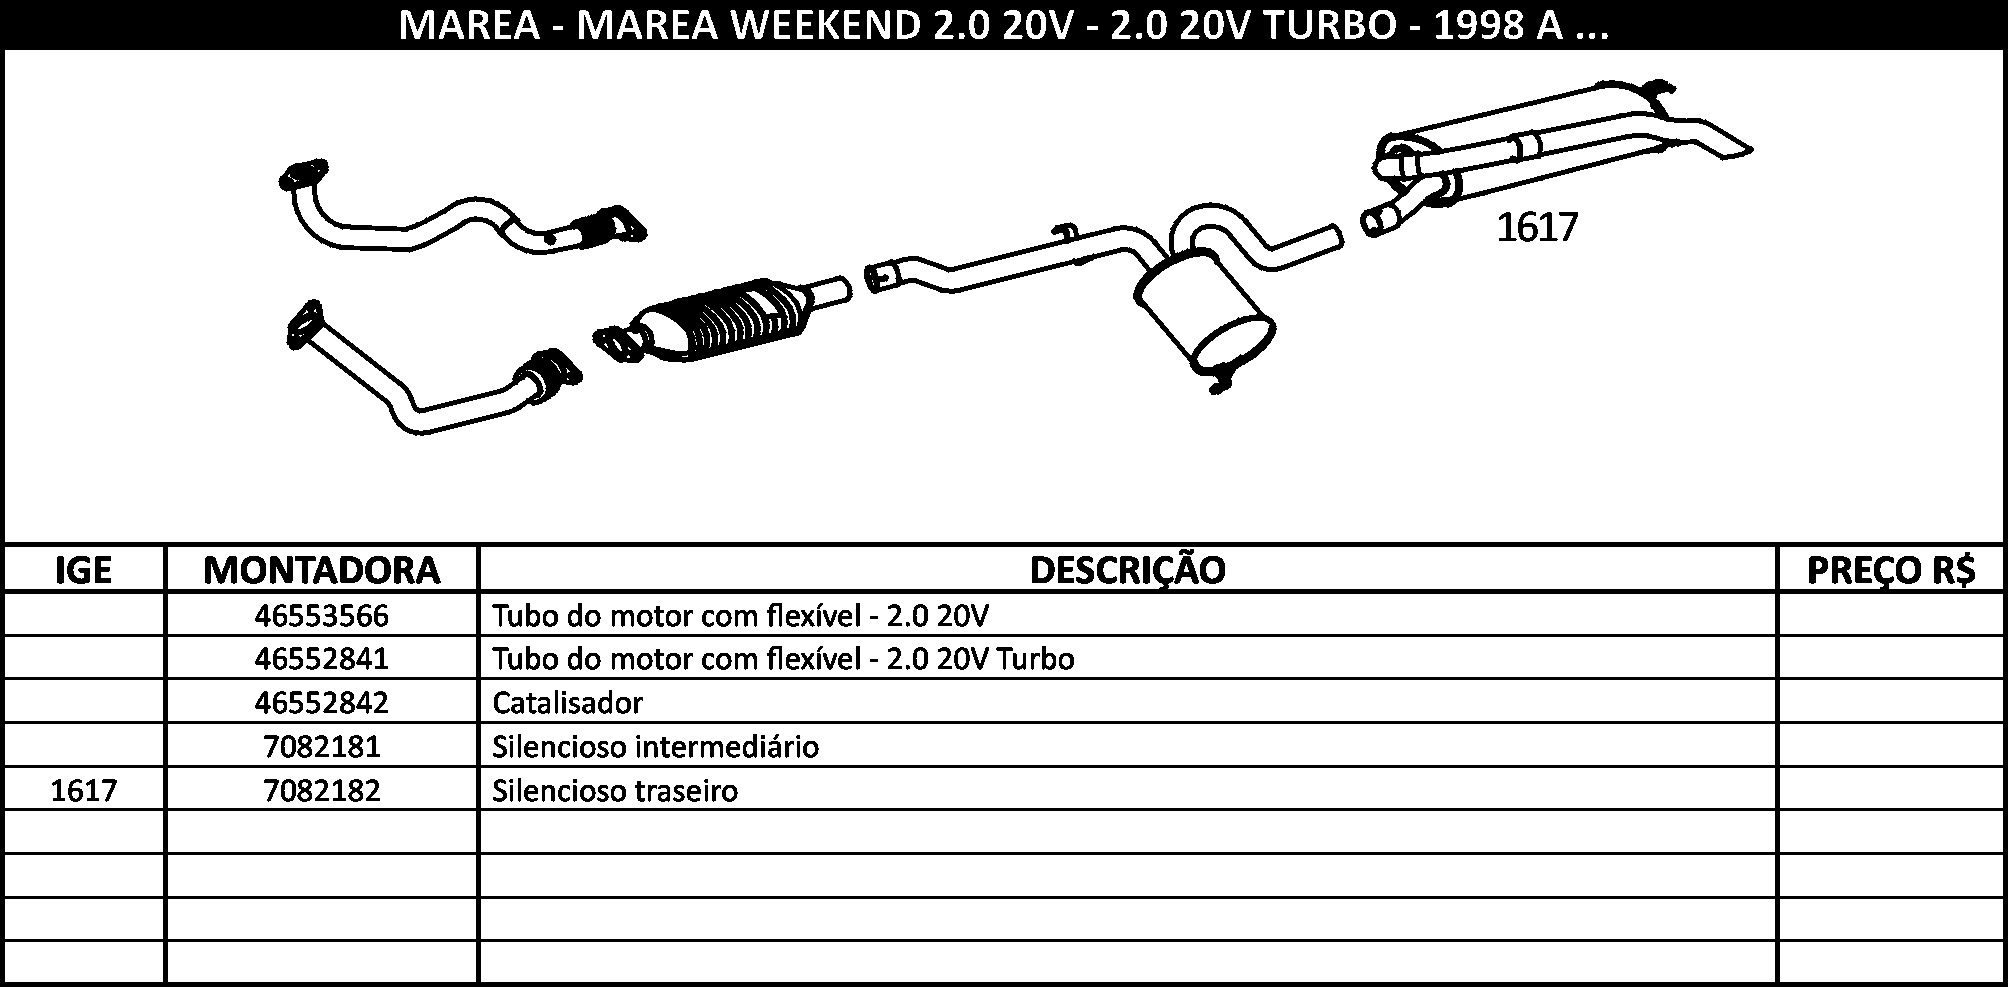 MAREA - MAREA WEEKEND 2.0 20V - 2.0 20V TURBO - 1998 A ...
1617
IGE MONTADORA DESCRIÇÃO PREÇO R$
46553566 Tubo do motor com flexível - 2.0 20V
46552841 Tubo do motor com flexível - 2.0 20V Turbo
46552842 Catalisador
7082181 Silencioso intermediário
1617 7082182 Silencioso traseiro